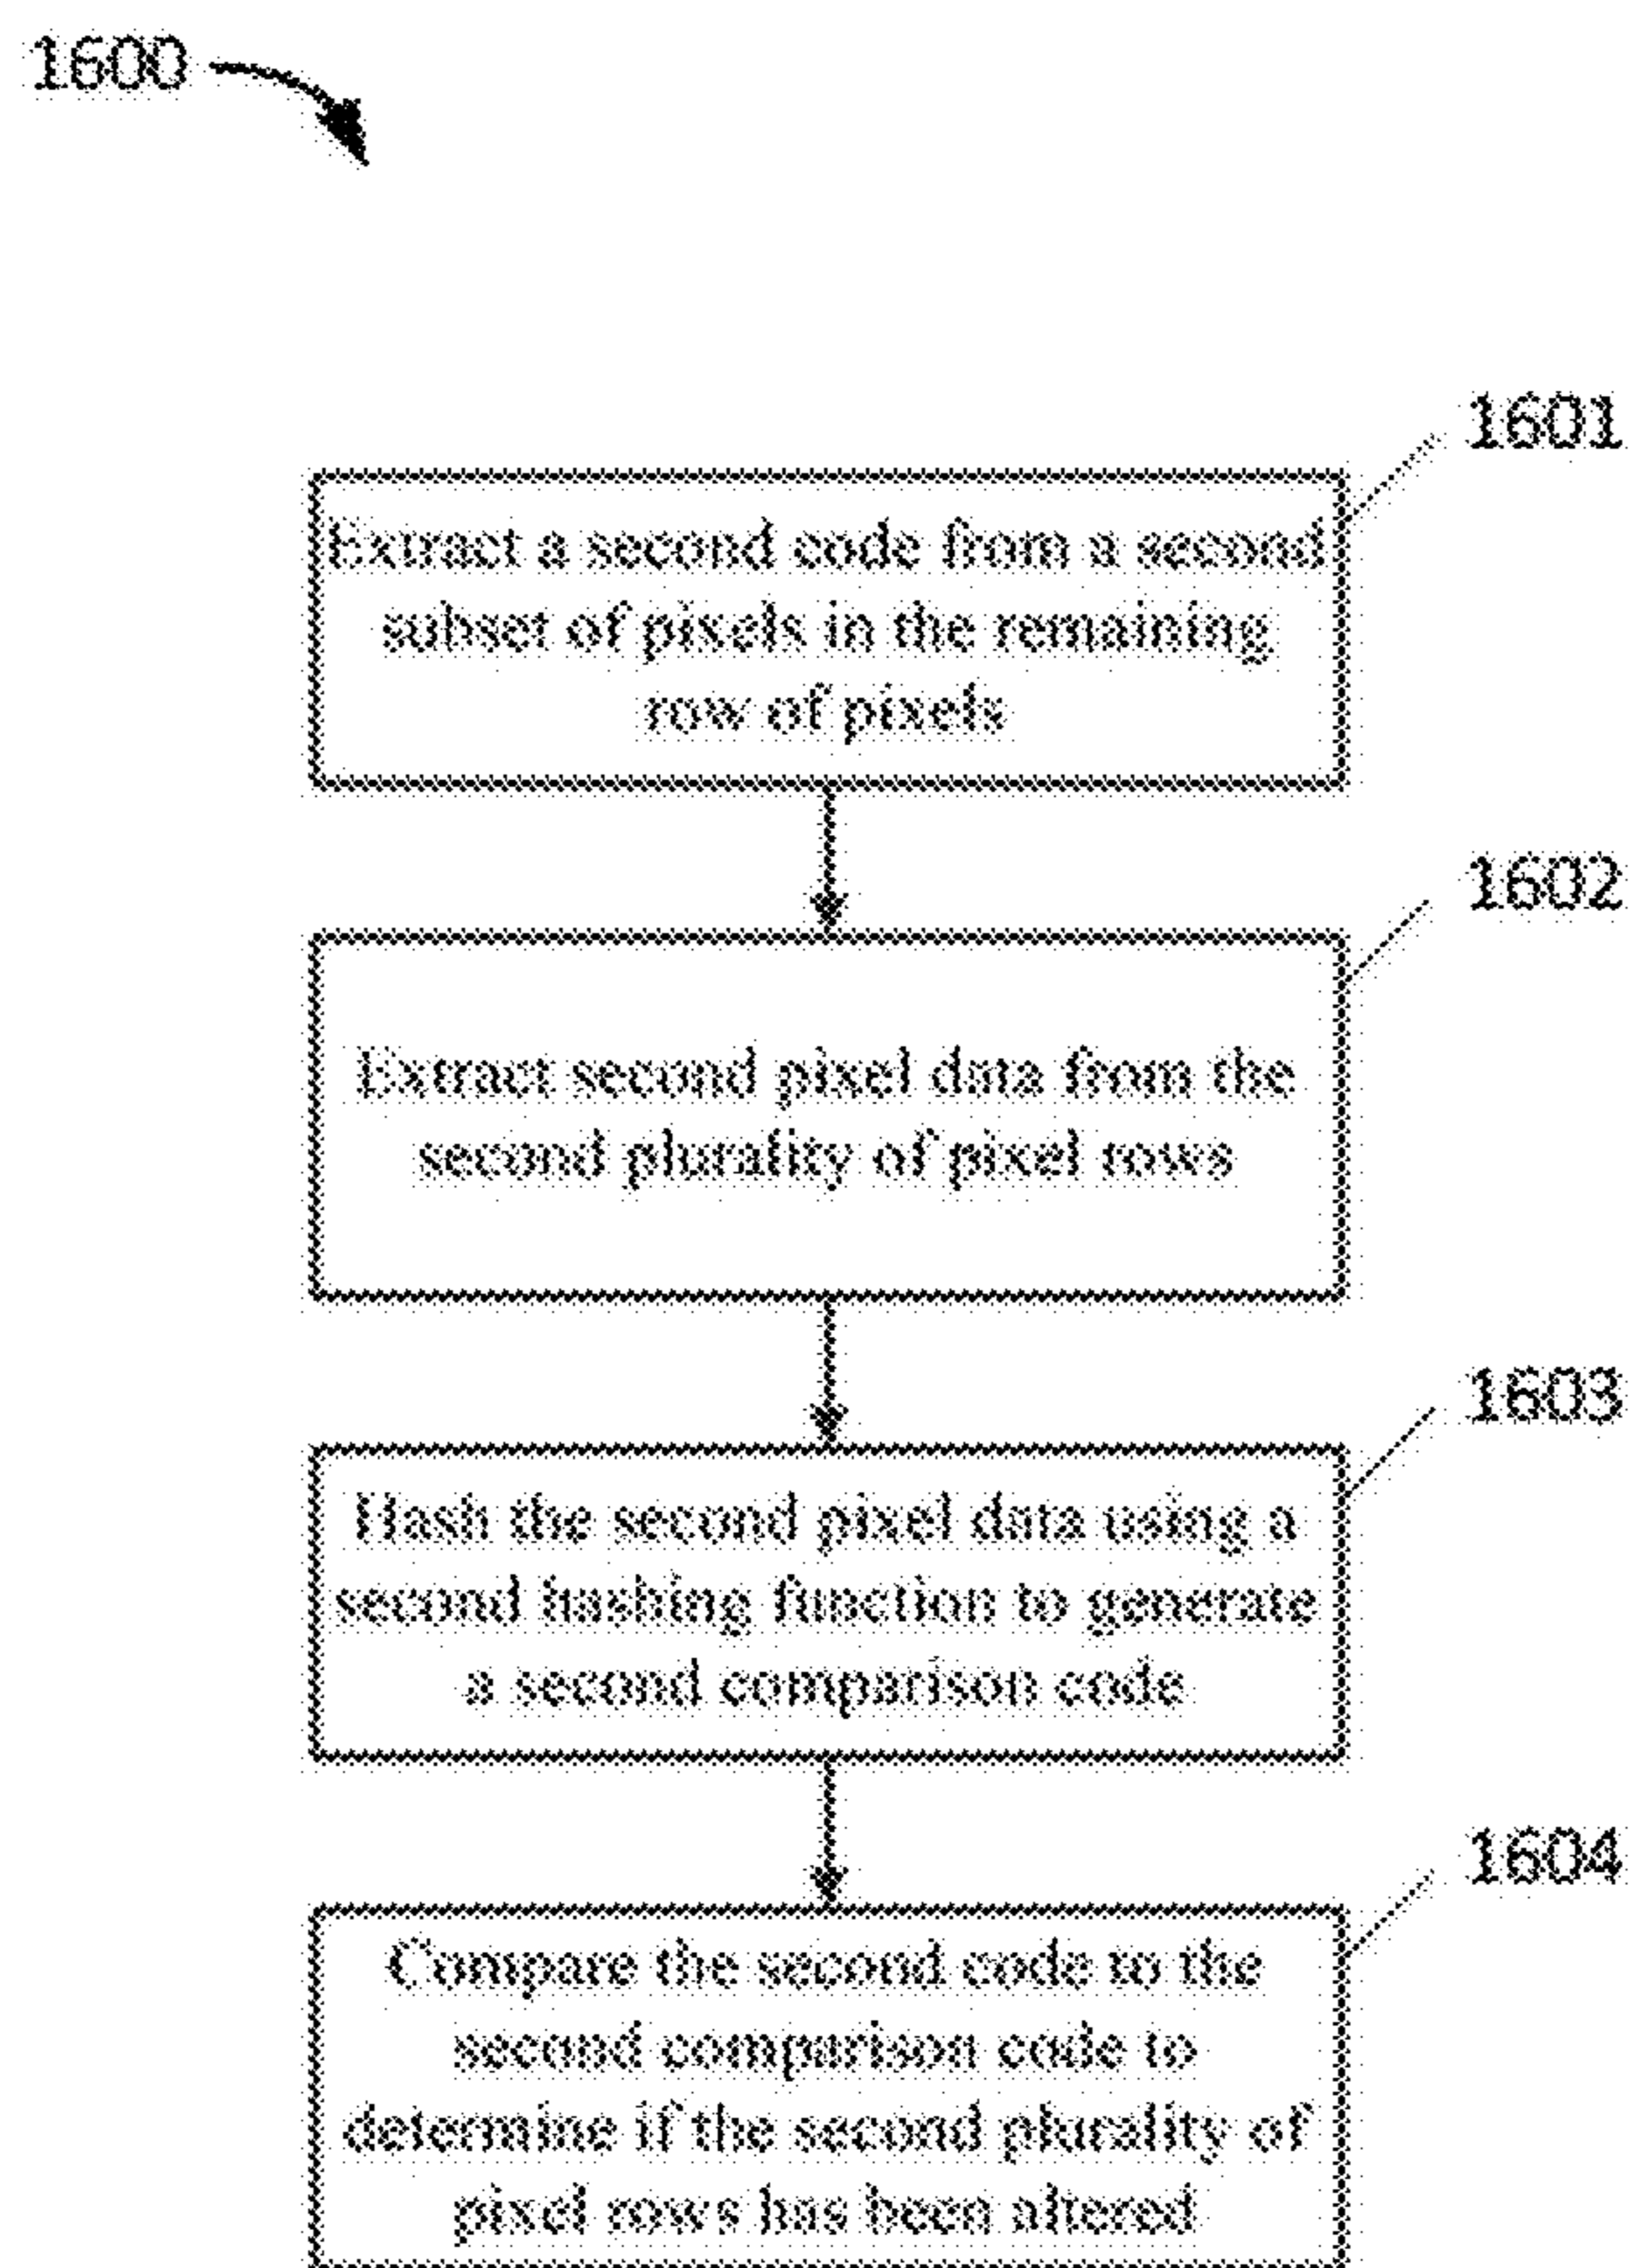 1600
1601
Extract a second code from a second
subset of pixels in the remaining
row of pixels
1602
Extract second pixel data from the
second plurality of pixel rows
1603
Hash the second pixel data using a
second hashing function to generate
a second comparison code
1604
Compare the second code to the
second comparison code to
determine if the second plurality of
pixel rows has been altered